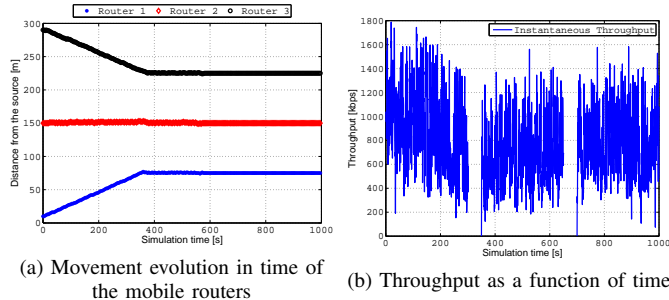 Router 1 Router 2 Router 3
300
250
200
150
100
50
0
0 200 400 600 800 1000
Distance from the source [m]
Simulation time [s]
(a) Movement evolution in time of
the mobile routers
Instantaneous Throughput
1800
1600
1400
1200
1000
800
600
400
200
0
0 200 400 600 800 1000
Throughput [kbps]
Simulation time [s]
(b) Throughput as a function of time